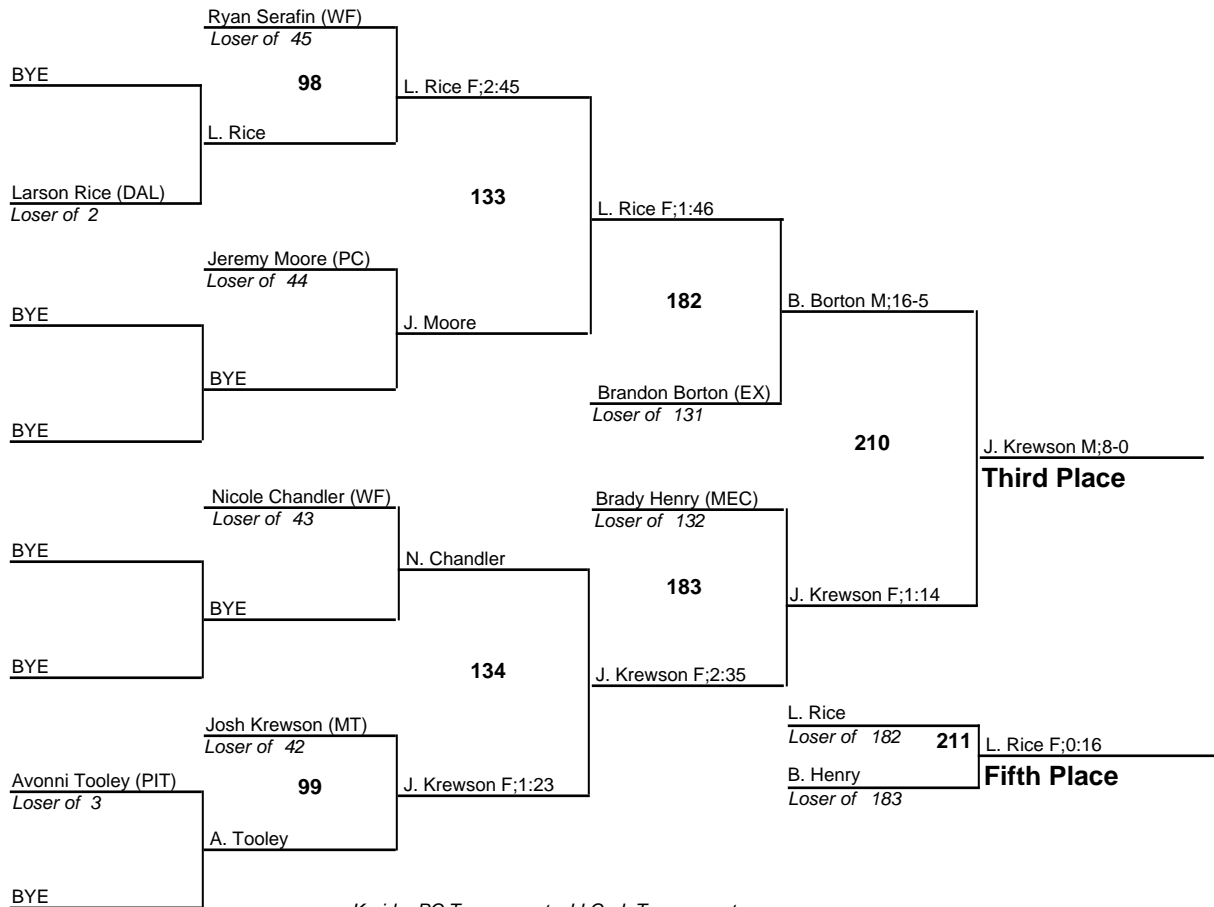 Ryan Serafin (WF)
Loser of 45
BYE
98
L. Rice F;2:45
L. Rice
Larson Rice (DAL)
Loser of 2
133
L. Rice F;1:46
Jeremy Moore (PC)
Loser of 44
BYE
182
B. Borton M;16-5
J. Moore
BYE
Brandon Borton (EX)
Loser of 131
BYE
210
J. Krewson M;8-0
Third Place
Nicole Chandler (WF)
Loser of 43
Brady Henry (MEC)
Loser of 132
BYE
N. Chandler
183
J. Krewson F;1:14
BYE
BYE
134
J. Krewson F;2:35
Josh Krewson (MT)
Loser of 42
L. Rice
Loser of 182
211
L. Rice F;0:16
Fifth Place
Avonni Tooley (PIT)
Loser of 3
99
J. Krewson F;1:23
B. Henry
Loser of 183
A. Tooley
BYE